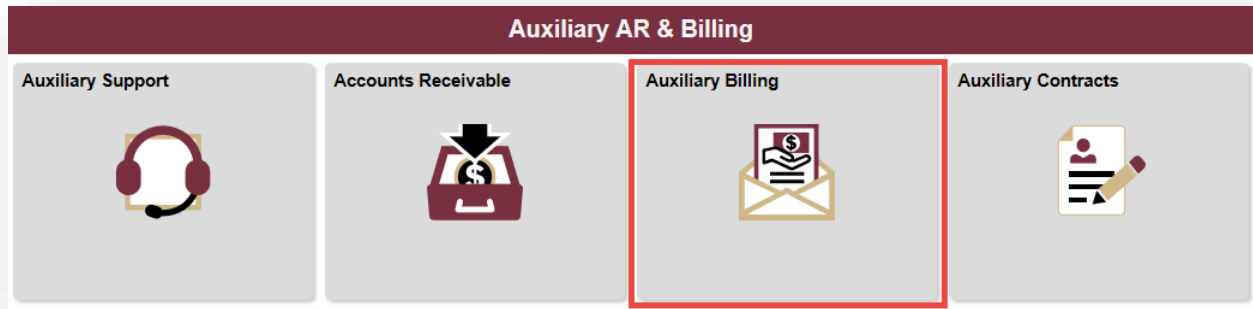 Auxiliary AR & Billing
Auxiliary Support
Accounts Receivable
Auxiliary Billing
Auxiliary Contracts
$
$